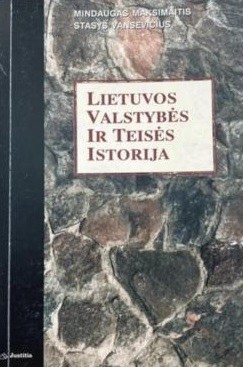 MINDAUGAS MAKSIMAITIS
STASYS VANSEVIČIUS
LIETUVOS
VALSTYBĖS
IR TEISĖS
ISTORIJA
Justitia